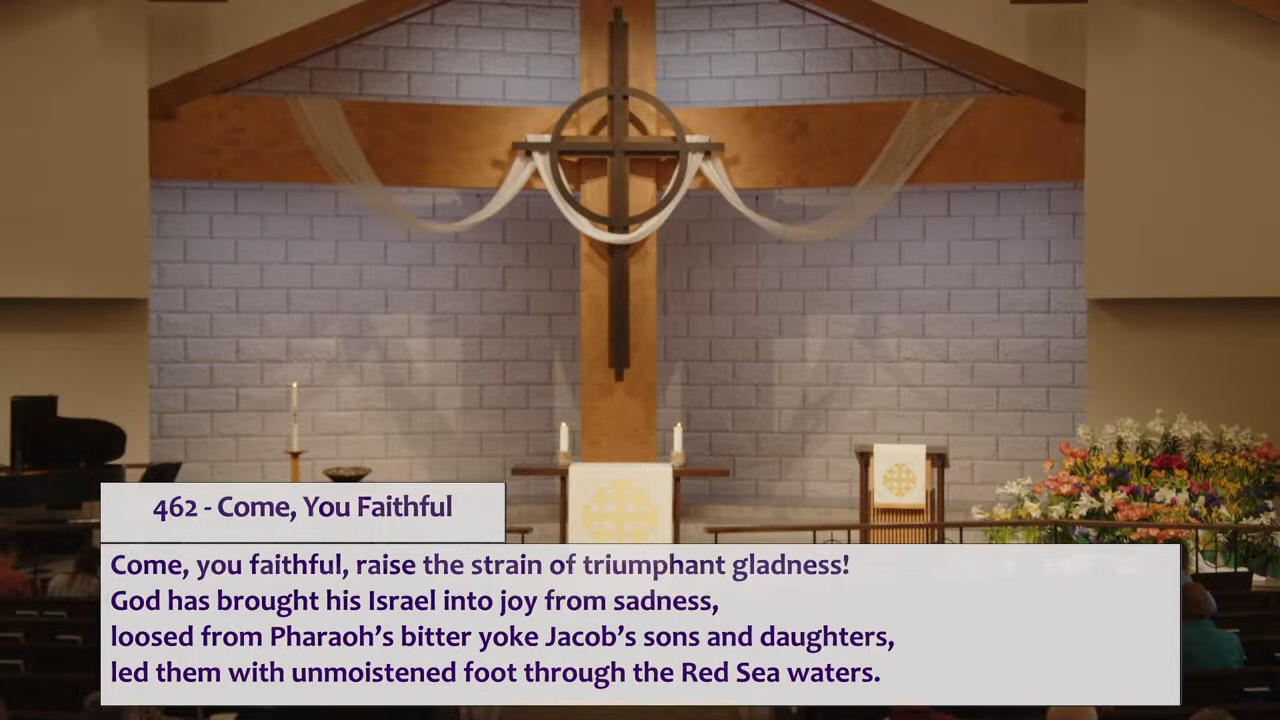 462 - Come, You Faithful
Come, you faithful, raise the strain of triumphant gladness!
God has brought his Israel into joy from sadness,
loosed from Pharaoh’s bitter yoke Jacob’s sons and daughters,
led them with unmoistened foot through the Red Sea waters.